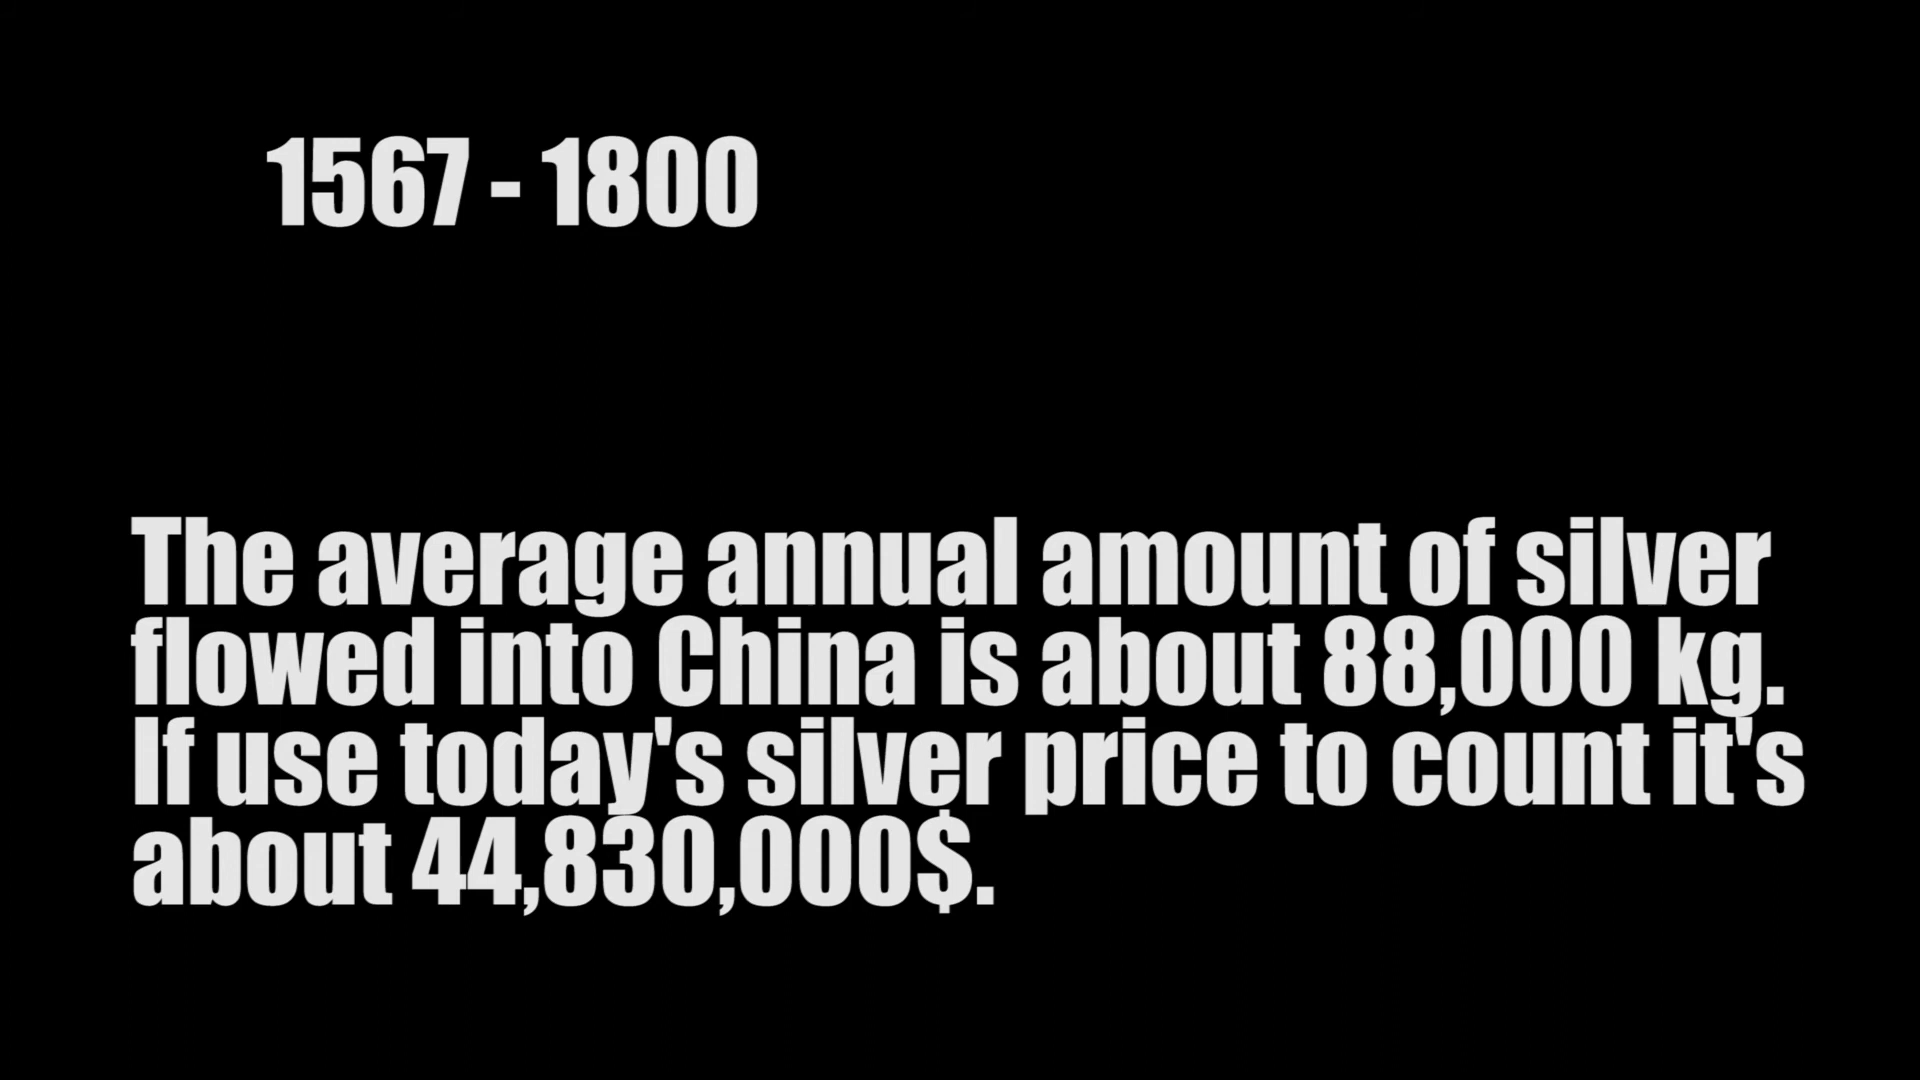 1567 - 1800
The average annual amount of silver
flowed into China is about 88,000 kg.
If use today's silver price to count it's
about 44,830,000$.